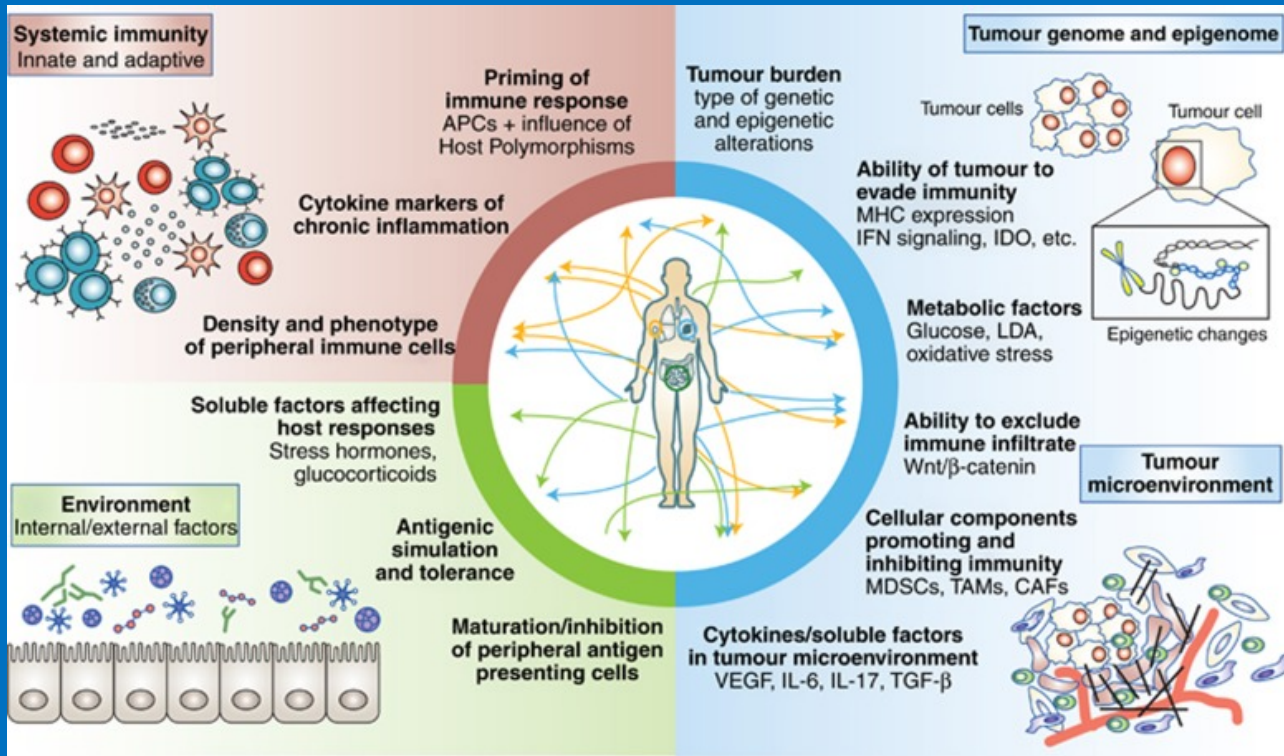 Systemic immunity
Innate and adaptive
Priming of
immune response
APCs + influence of
Host Polymorphisms
Cytokine markers of
chronic inflammation
Density and phenotype
of peripheral immune cells
Soluble factors affecting
host responses
Stress hormones,
glucocorticoids
Environment
Internal/external factors
Antigenic
simulation
and tolerance
Maturation/inhibition
of peripheral antigen
presenting cells
Tumour burden
type of genetic
and epigenetic
alterations
Tumour genome and epigenome
Tumour cells
Tumour cell
Ability of tumour to
evade immunity
MHC expression
IFN signaling, IDO, etc.
Epigenetic changes
Metabolic factors
Glucose, LDA,
oxidative stress
Ability to exclude
immune infiltrate
Wnt/β-catenin
Tumour
microenvironment
Cellular components
promoting and
inhibiting immunity
MDSCs, TAMs, CAFs
Cytokines/soluble factors
in tumour microenvironment
VEGF, IL-6, IL-17, TGF-β